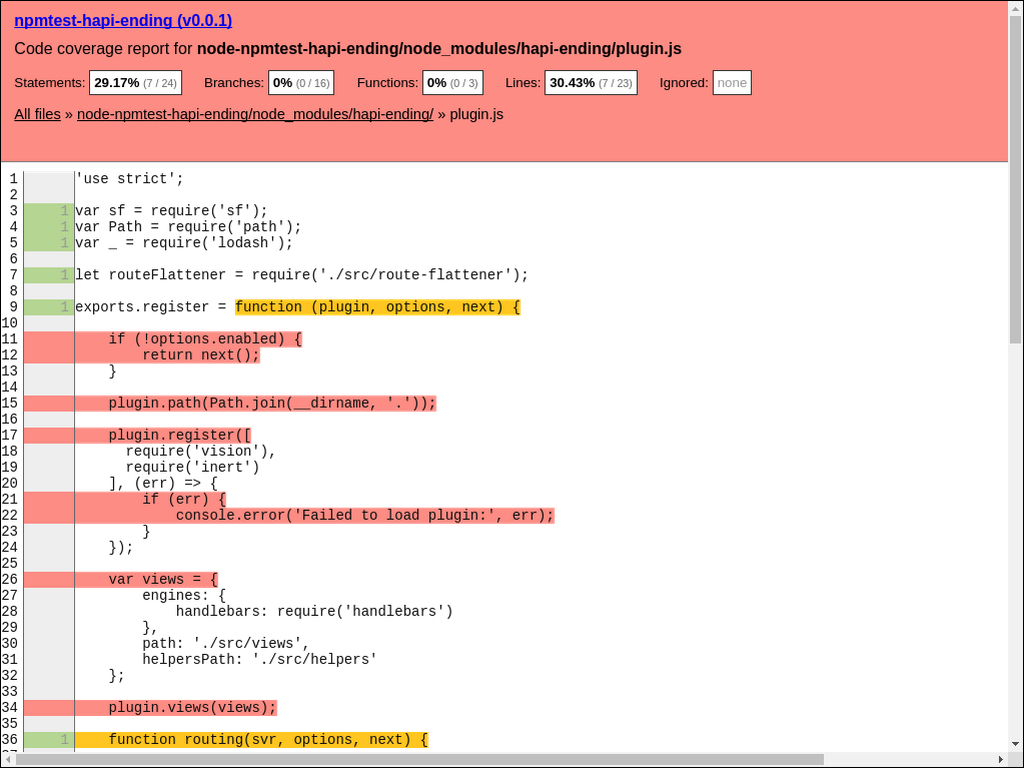 npmtest-hapi-ending (v0.0.1)
Code coverage report for node-npmtest-hapi-ending/node_modules/hapi-ending/plugin.js
Statements: 29.17% (7 / 24) Branches: 0% (0 / 16) Functions: 0% (0 / 3) Lines: 30.43% (7 / 23) Ignored: none
All files » node-npmtest-hapi-ending/node_modules/hapi-ending/ » plugin.js
1 'use strict';
2
3 1 var sf = require('sf');
4 1 var Path = require('path');
5 1 var _ = require('lodash');
6
7 1 let routeFlattener = require('./src/route-flattener');
8
9 1 exports.register = function (plugin, options, next) {
10
11 if (!options.enabled) {
12 return next();
13 }
14
15 plugin.path(Path.join(__dirname, '.'));
16
17 plugin.register([
18 require('vision'),
19 require('inert')
20 ], (err) => {
21 if (err) {
22 console.error('Failed to load plugin:', err);
23 }
24 });
25
26 var views = {
27 engines: {
28 handlebars: require('handlebars')
29 },
30 path: './src/views',
31 helpersPath: './src/helpers'
32 };
33
34 plugin.views(views);
35
36 1 function routing(svr, options, next) {